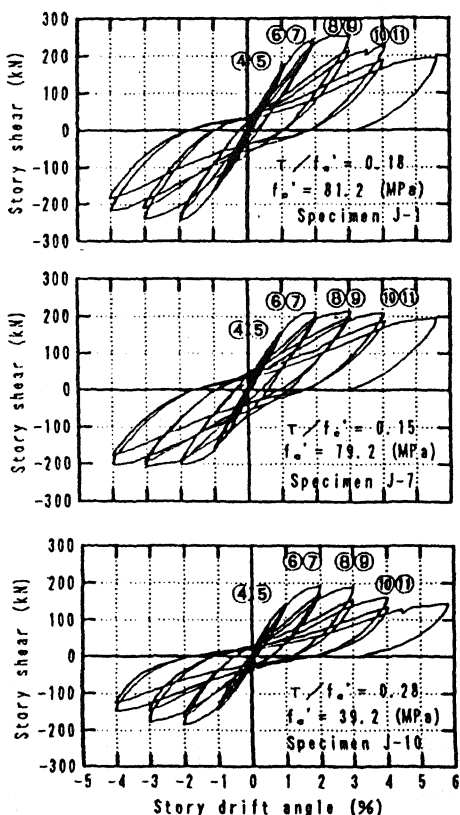 300
⑧⑨
⑥⑦
⑩⑪
200
④⑤
100
0
-100
-200
-300
Story shear (kN)
τ/fc' = 0.18
fc' = 81.2 (MPa)
Specimen J-1
300
⑥⑦
⑧⑨
⑩⑪
200
④⑤
100
0
-100
-200
-300
Story shear (kN)
τ/fc' = 0.15
fc' = 79.2 (MPa)
Specimen J-7
300
⑥⑦
⑧⑨
200
⑩⑪
④⑤
100
0
-100
-200
-300
Story shear (kN)
τ/fc' = 0.28
fc' = 39.2 (MPa)
Specimen J-10
-5 -4 -3 -2 -1 0 1 2 3 4 5 6
Story drift angle (%)